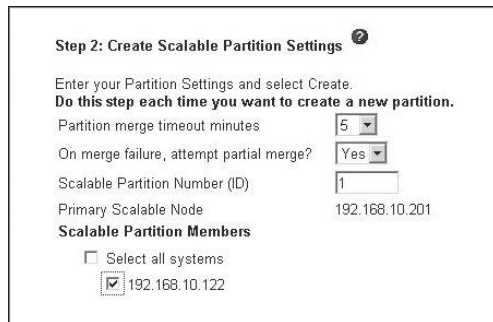 Step 2: Create Scalable Partition Settings ?
Enter your Partition Settings and select Create.
Do this step each time you want to create a new partition.
Partition merge timeout minutes 5
On merge failure, attempt partial merge? Yes
Scalable Partition Number (ID) 1
Primary Scalable Node 192.168.10.201
Scalable Partition Members
Select all systems
192.168.10.122